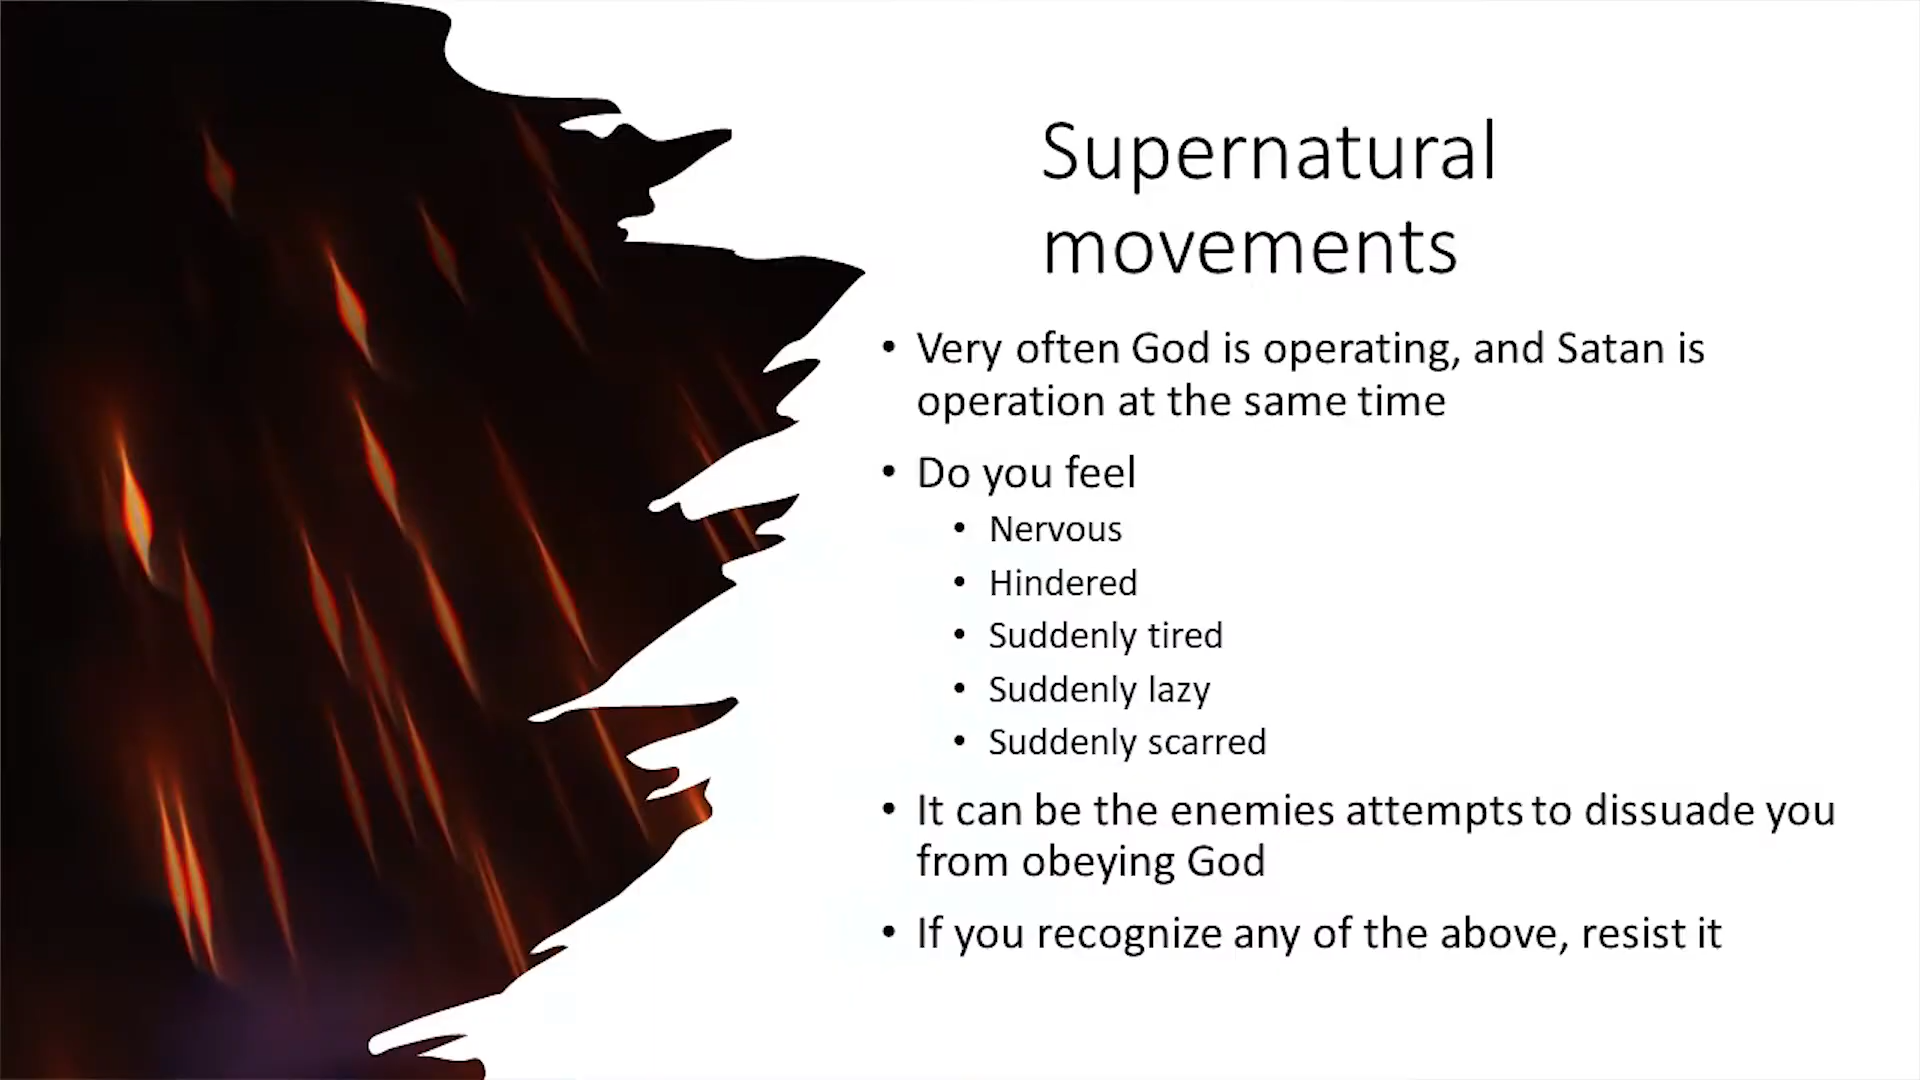 Supernatural
movements
• Very often God is operating, and Satan is
operation at the same time
• Do you feel
• Nervous
• Hindered
• Suddenly tired
• Suddenly lazy
• Suddenly scarred
• It can be the enemies attempts to dissuade you
from obeying God
• If you recognize any of the above, resist it